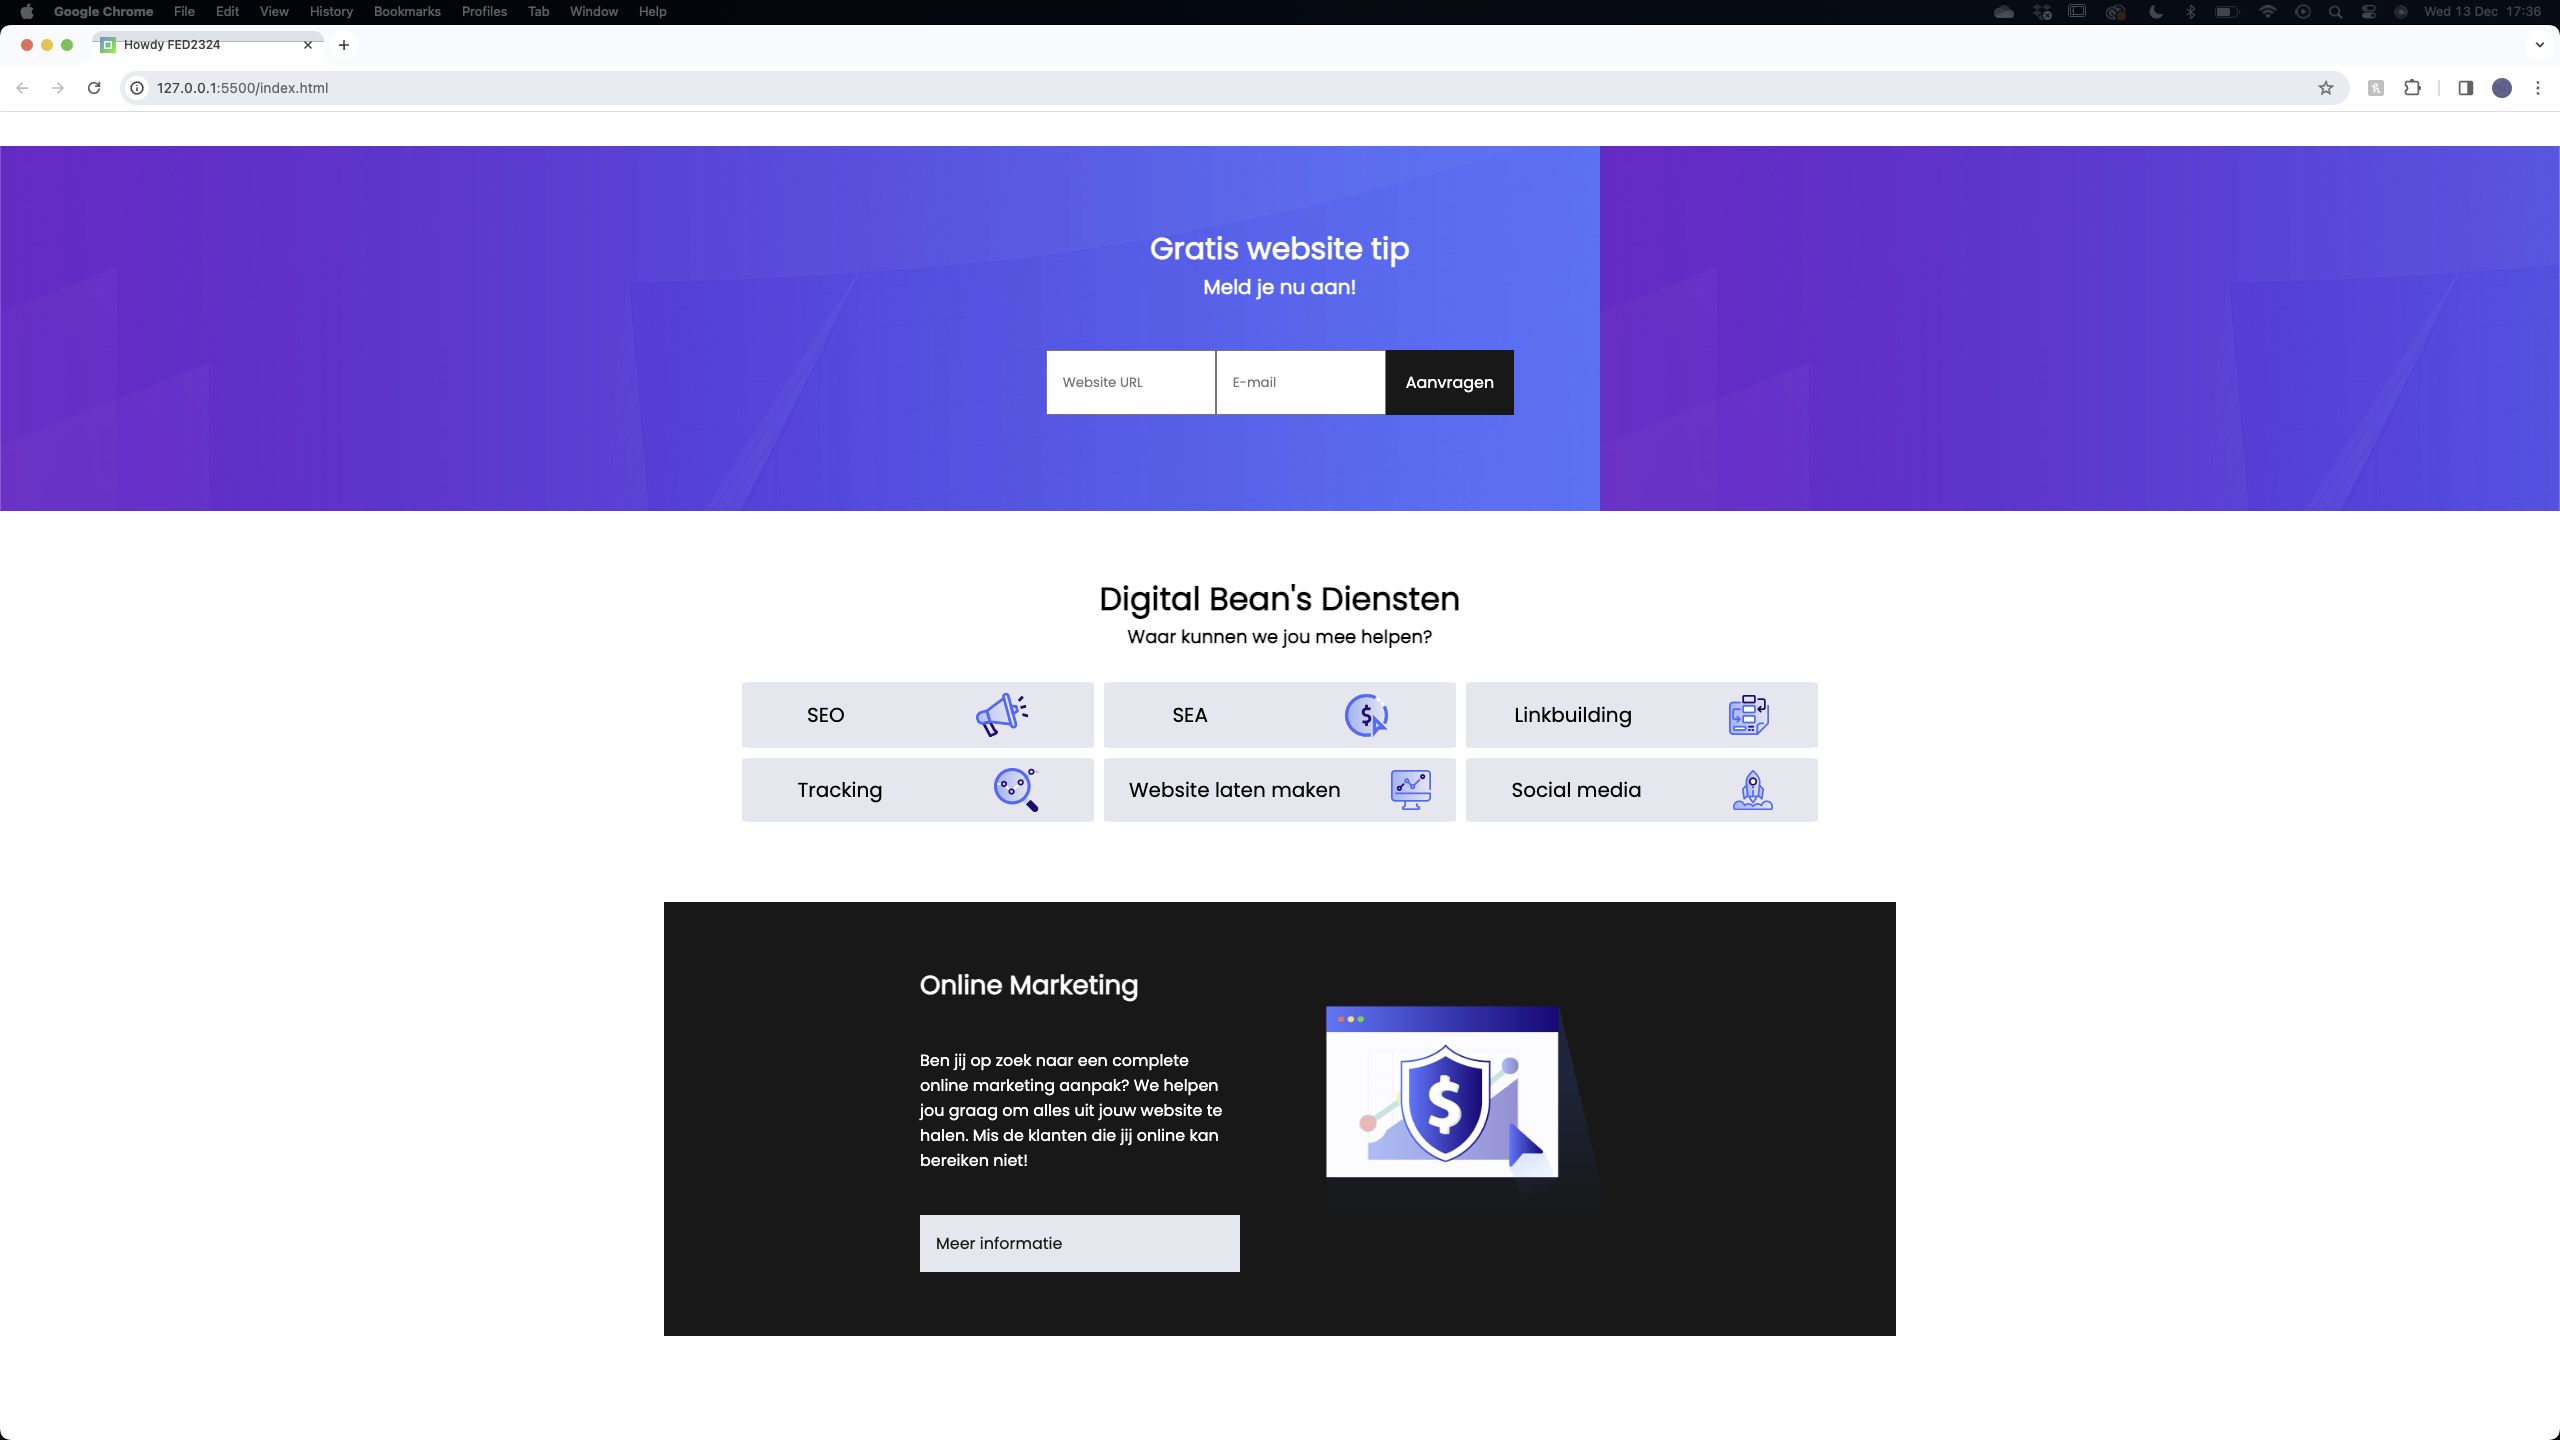 Google Chrome File Edit View History Bookmarks Profiles Tab Window Help Wed 13 Dec 17:36
Howdy FED2324
127.0.0.1:5500/index.html
Gratis website tip
Meld je nu aan!
Website URL E-mail Aanvragen
Digital Bean's Diensten
Waar kunnen we jou mee helpen?
SEO SEA Linkbuilding
Tracking Website laten maken Social media
Online Marketing
Ben jij op zoek naar een complete
online marketing aanpak? We helpen
jou graag om alles uit jouw website te
halen. Mis de klanten die jij online kan
bereiken niet!
Meer informatie